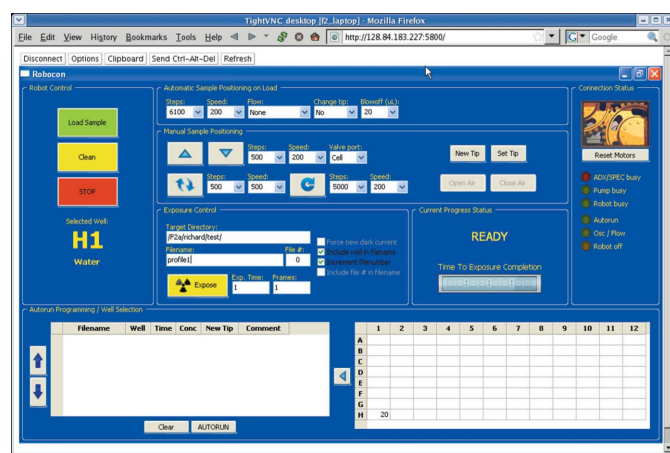 TightVNC desktop [f2_laptop] - Mozilla Firefox
File Edit View History Bookmarks Tools Help http://128.84.183.227:5800/ Google
Disconnect Options Clipboard Send Ctrl-Alt-Del Refresh
Robocon
Robot Control
Load Sample
Clean
STOP
Selected Well:
H1
Water
Automatic Sample Positioning on Load
Steps: Speed: Flow: Change tip: Blowoff (uL):
6100 200 None No 20
Manual Sample Positioning
Steps: Speed: Valve port:
500 200 Cell
New Tip Set Tip
Steps: Speed: Steps: Speed:
500 500 5000 200
Open Air Close Air
Exposure Control
Target Directory:
/F2a/richard/test/
Filename: File #:
profile1 0
Force new dark current
Include well in filename
Increment filenumber
Include file # in filename
Expose
Exp. Time: Frames:
1 1
Current Progress Status
READY
Time To Exposure Completion
Connection Status
Reset Motors
ADX/SPEC busy
Pump busy
Robot busy
Autorun
Osc / Flow
Robot off
Autorun Programming / Well Selection
Filename Well Time Conc New Tip Comment
Clear AUTORUN
1 2 3 4 5 6 7 8 9 10 11 12
A
B
C
D
E
F
G
H 20